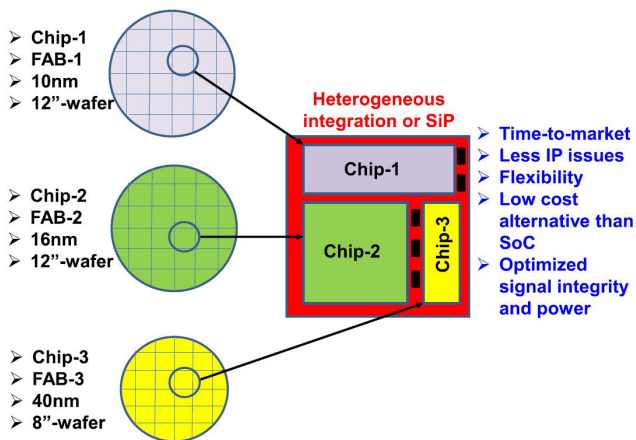 ➢ Chip-1
➢ FAB-1
➢ 10nm
➢ 12”-wafer
Heterogeneous
integration or SiP
Chip-1
➢ Time-to-market
➢ Less IP issues
➢ Flexibility
➢ Low cost
alternative than
SoC
➢ Optimized
signal integrity
and power
➢ Chip-2
➢ FAB-2
➢ 16nm
➢ 12”-wafer
Chip-2
Chip-3
➢ Chip-3
➢ FAB-3
➢ 40nm
➢ 8”-wafer